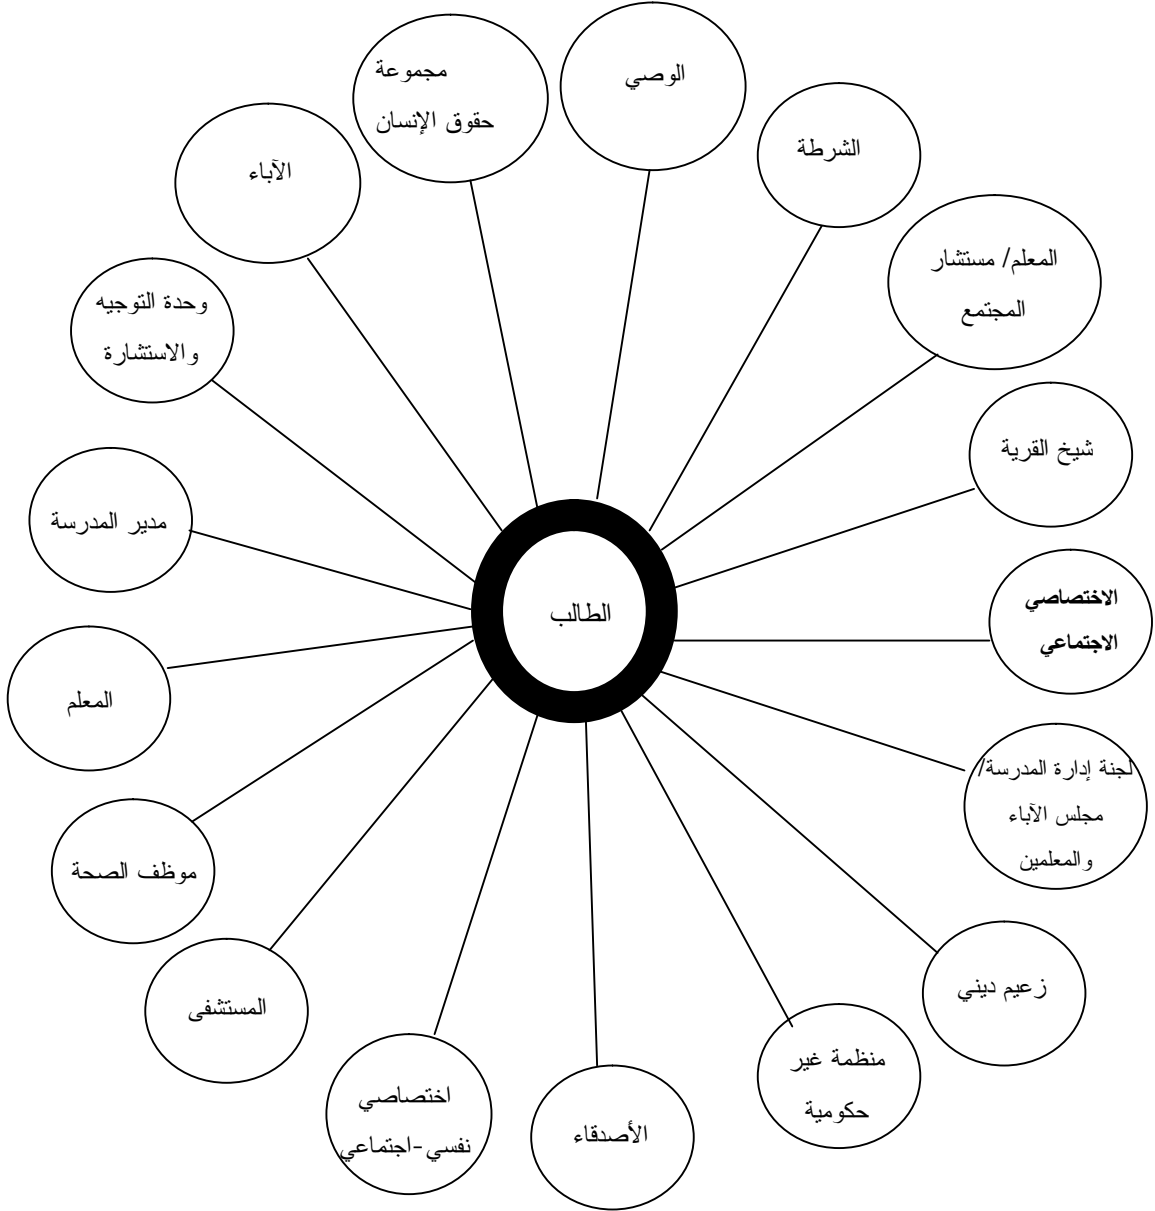 الوصي
مجموعة
حقوق الإنسان
الشرطة
الآباء
المعلم/ مستشار
المجتمع
وحدة التوجيه
والاستشارة
شيخ القرية
مدير المدرسة
الاختصاصي
الاجتماعي
الطالب
المعلم
لجنة إدارة المدرسة/
مجلس الآباء
والمعلمين
موظف الصحة
زعيم ديني
المستشفى
منظمة غير
حكومية
اختصاصي
نفسي-اجتماعي
الأصدقاء